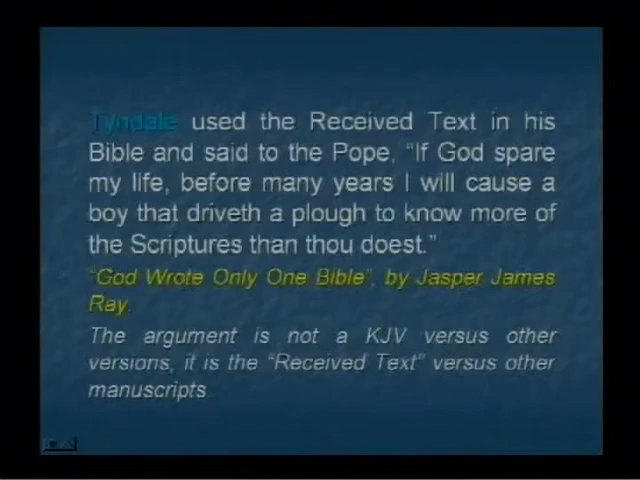 Tyndale used the Received Text in his
Bible and said to the Pope, “If God spare
my life, before many years I will cause a
boy that driveth a plough to know more of
the Scriptures than thou doest.”
“God Wrote Only One Bible”, by Jasper James
Ray.
The argument is not a KJV versus other
versions, it is the “Received Text” versus other
manuscripts.